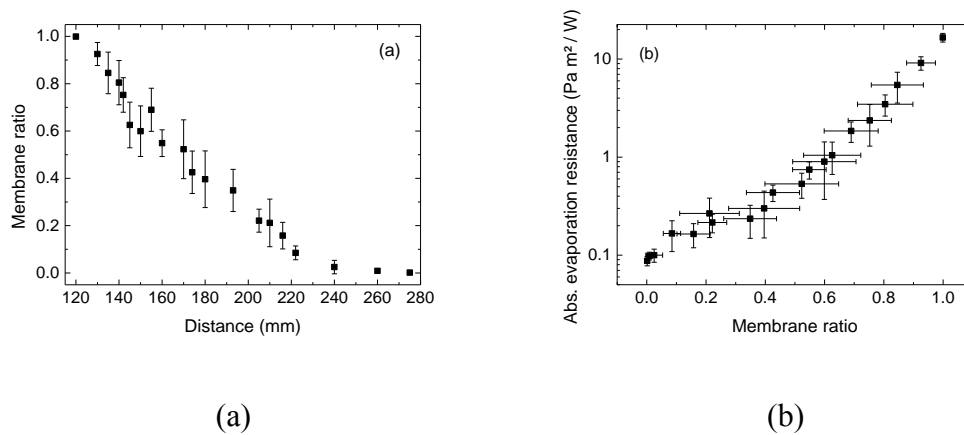 (a)
Membrane ratio
1.0
0.8
0.6
0.4
0.2
0.0
120 140 160 180 200 220 240 260 280
Distance (mm)
(b)
Abs. evaporation resistance (Pa m² / W)
10
1
0.1
0.0 0.2 0.4 0.6 0.8 1.0
Membrane ratio
(a)
(b)